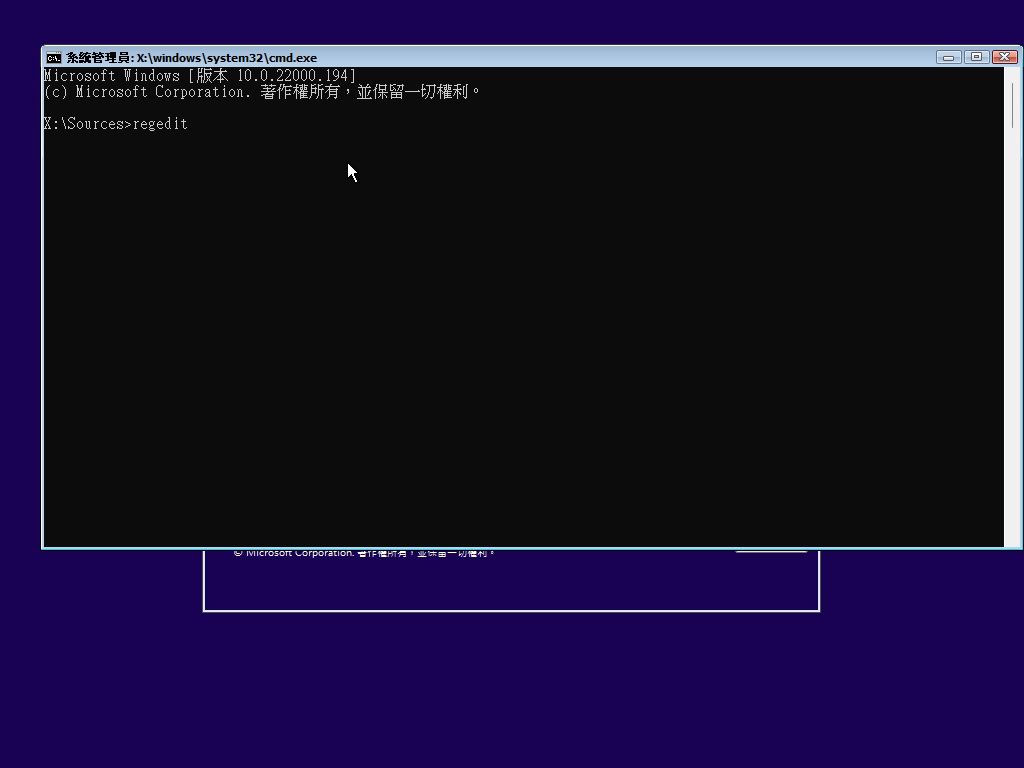 系統管理員: X:\windows\system32\cmd.exe
Microsoft Windows [版本 10.0.22000.194]
(c) Microsoft Corporation. 著作權所有，並保留一切權利。
X:\Sources>regedit
© Microsoft Corporation. 著作權所有，並保留一切權利。